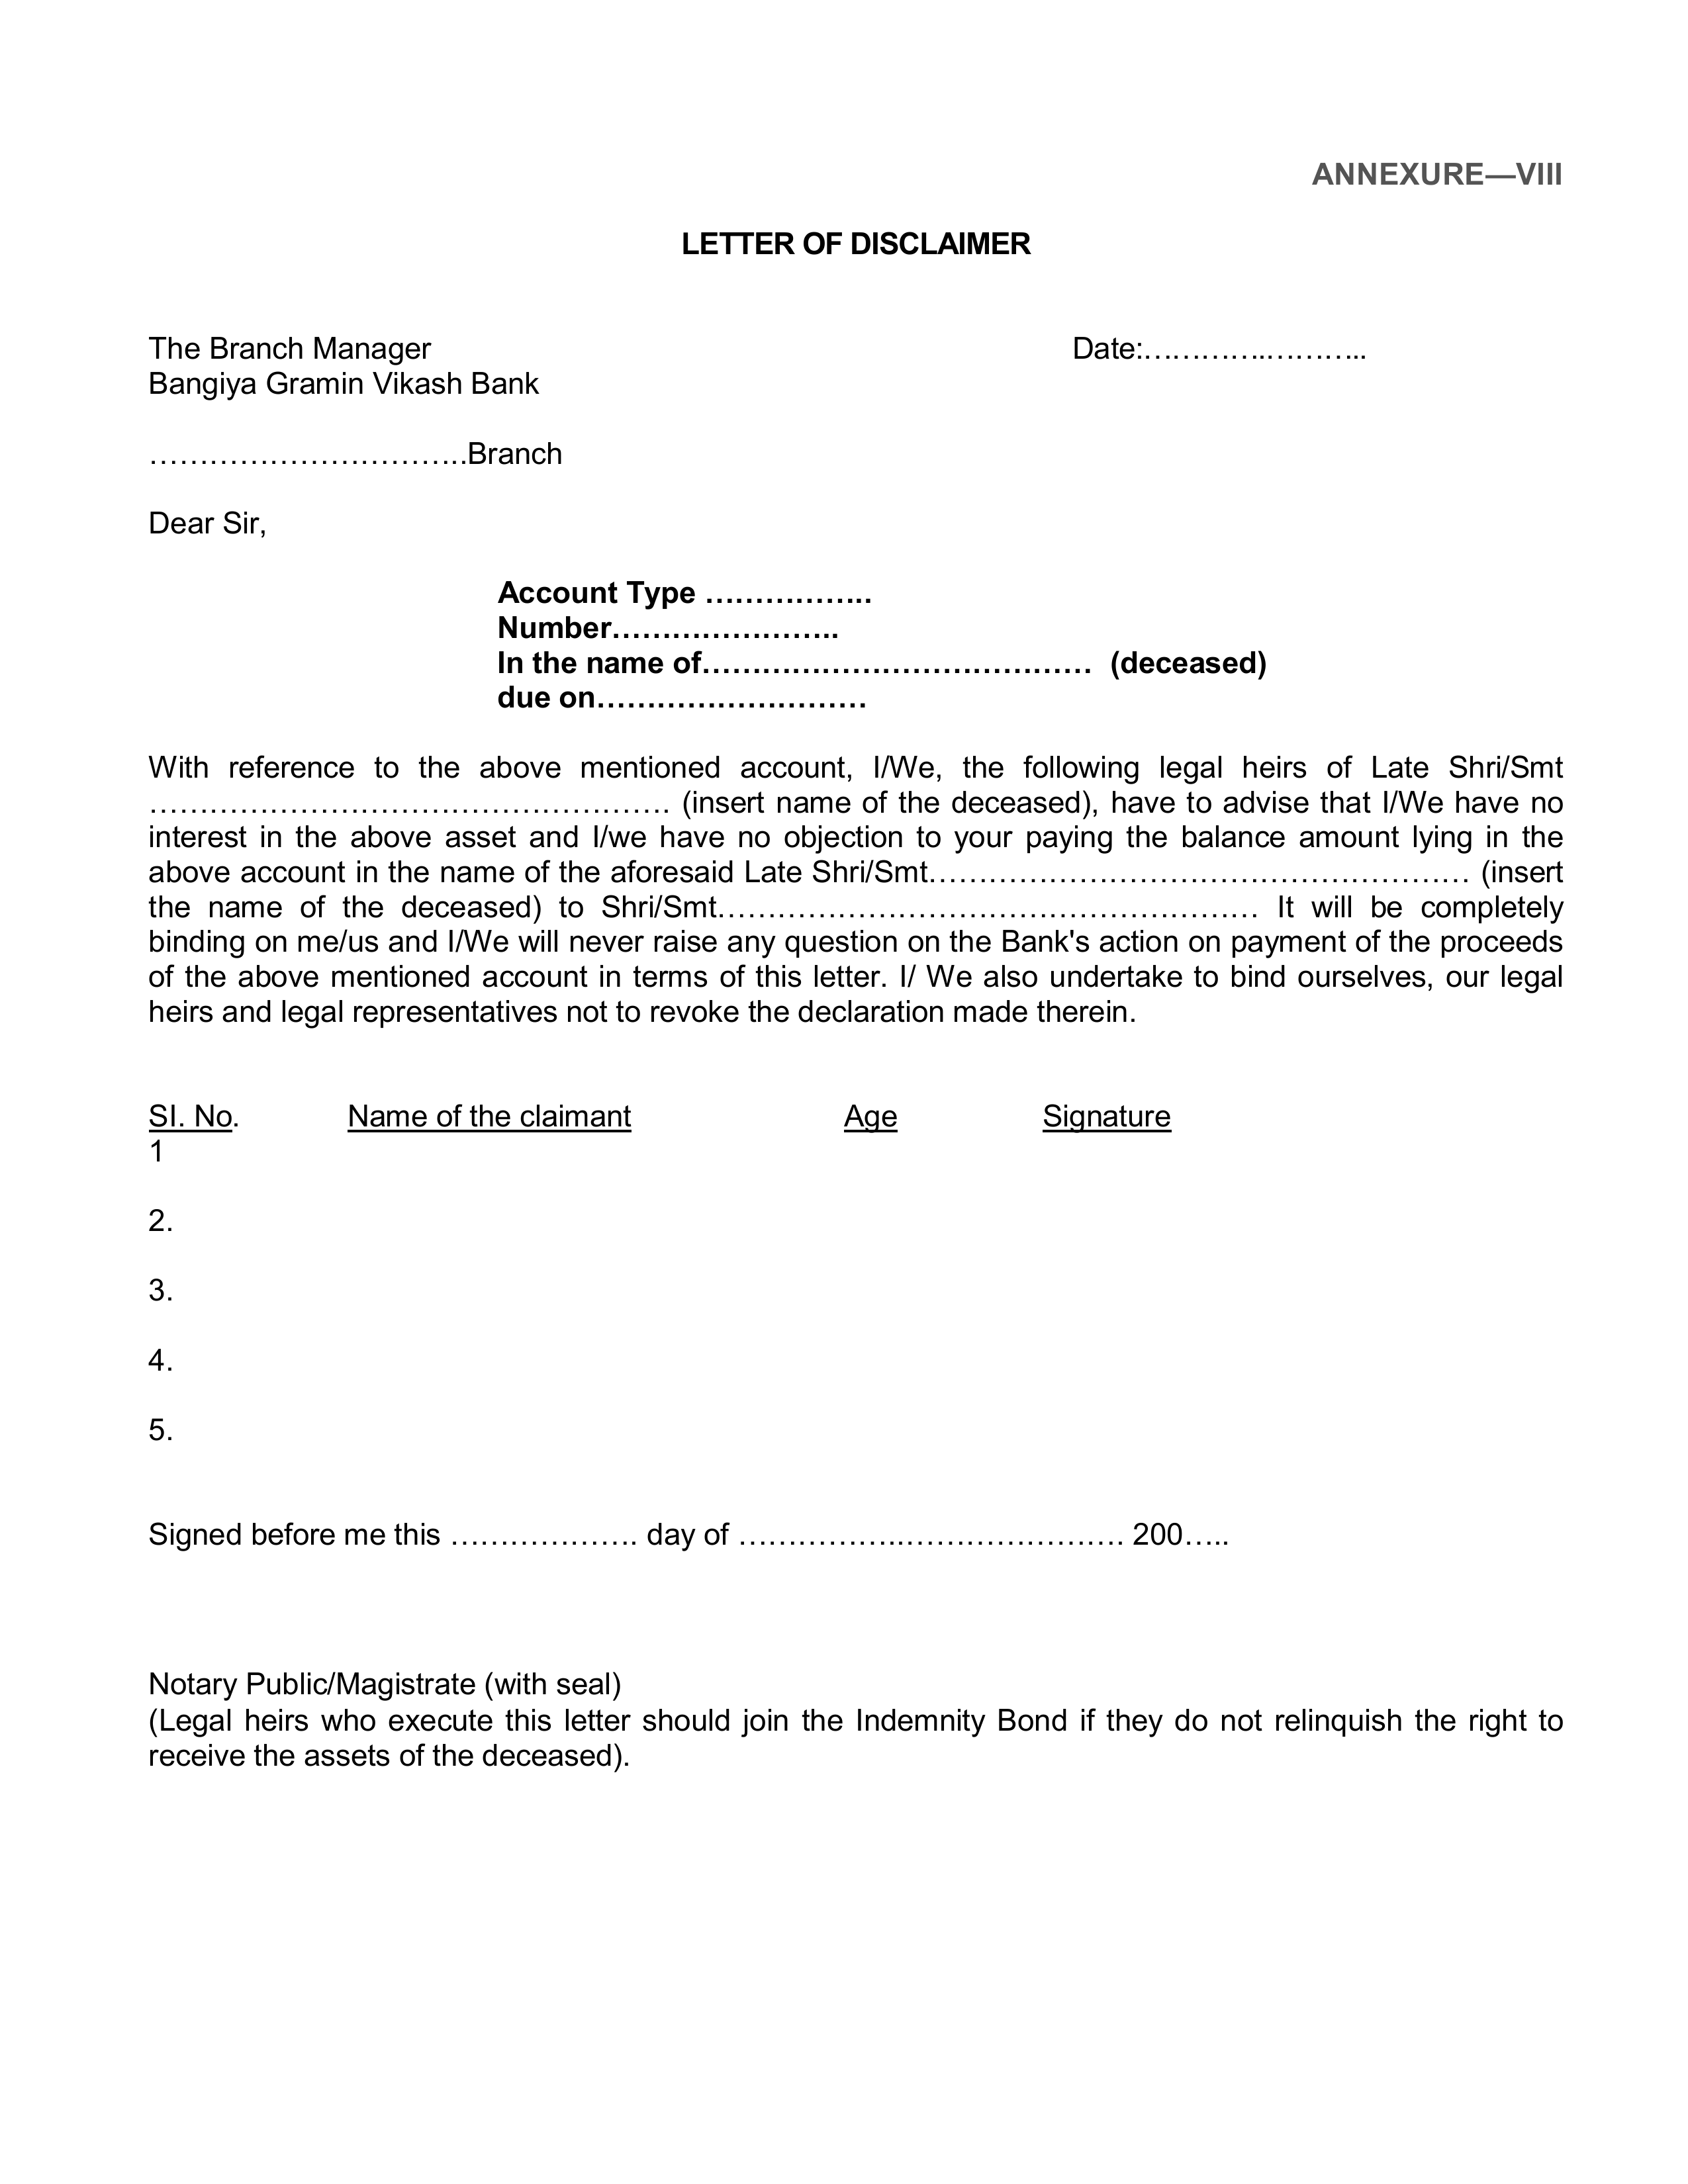 ANNEXURE—VIII
LETTER OF DISCLAIMER
The Branch Manager Date:…………..………..
Bangiya Gramin Vikash Bank
…………………………..Branch
Dear Sir,
Account Type ……………..
Number…………………..
In the name of………………………………… (deceased)
due on………………………
With reference to the above mentioned account, I/We, the following legal heirs of Late Shri/Smt
……………………………………………. (insert name of the deceased), have to advise that I/We have no
interest in the above asset and I/we have no objection to your paying the balance amount lying in the
above account in the name of the aforesaid Late Shri/Smt……………………………………………… (insert
the name of the deceased) to Shri/Smt……………………………………………… It will be completely
binding on me/us and I/We will never raise any question on the Bank's action on payment of the proceeds
of the above mentioned account in terms of this letter. I/ We also undertake to bind ourselves, our legal
heirs and legal representatives not to revoke the declaration made therein.
SI. No. Name of the claimant Age Signature
1
2.
3.
4.
5.
Signed before me this ………………. day of ……………..…………………. 200…..
Notary Public/Magistrate (with seal)
(Legal heirs who execute this letter should join the Indemnity Bond if they do not relinquish the right to
receive the assets of the deceased).